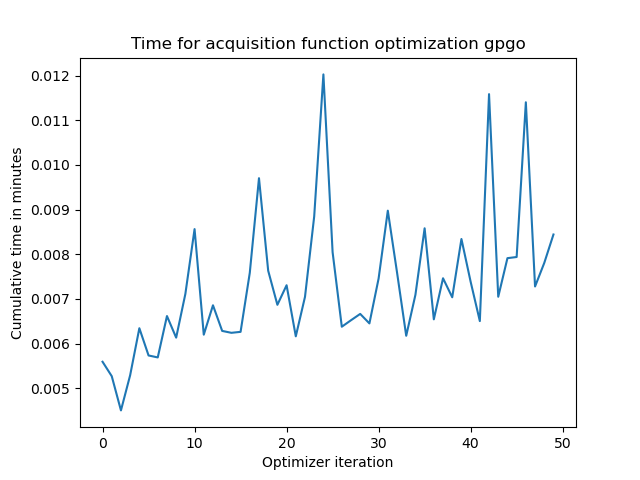 Time for acquisition function optimization gpgo
0.012
0.011
0.010
0.009
0.008
0.007
0.006
0.005
Cumulative time in minutes
0 10 20 30 40 50
Optimizer iteration